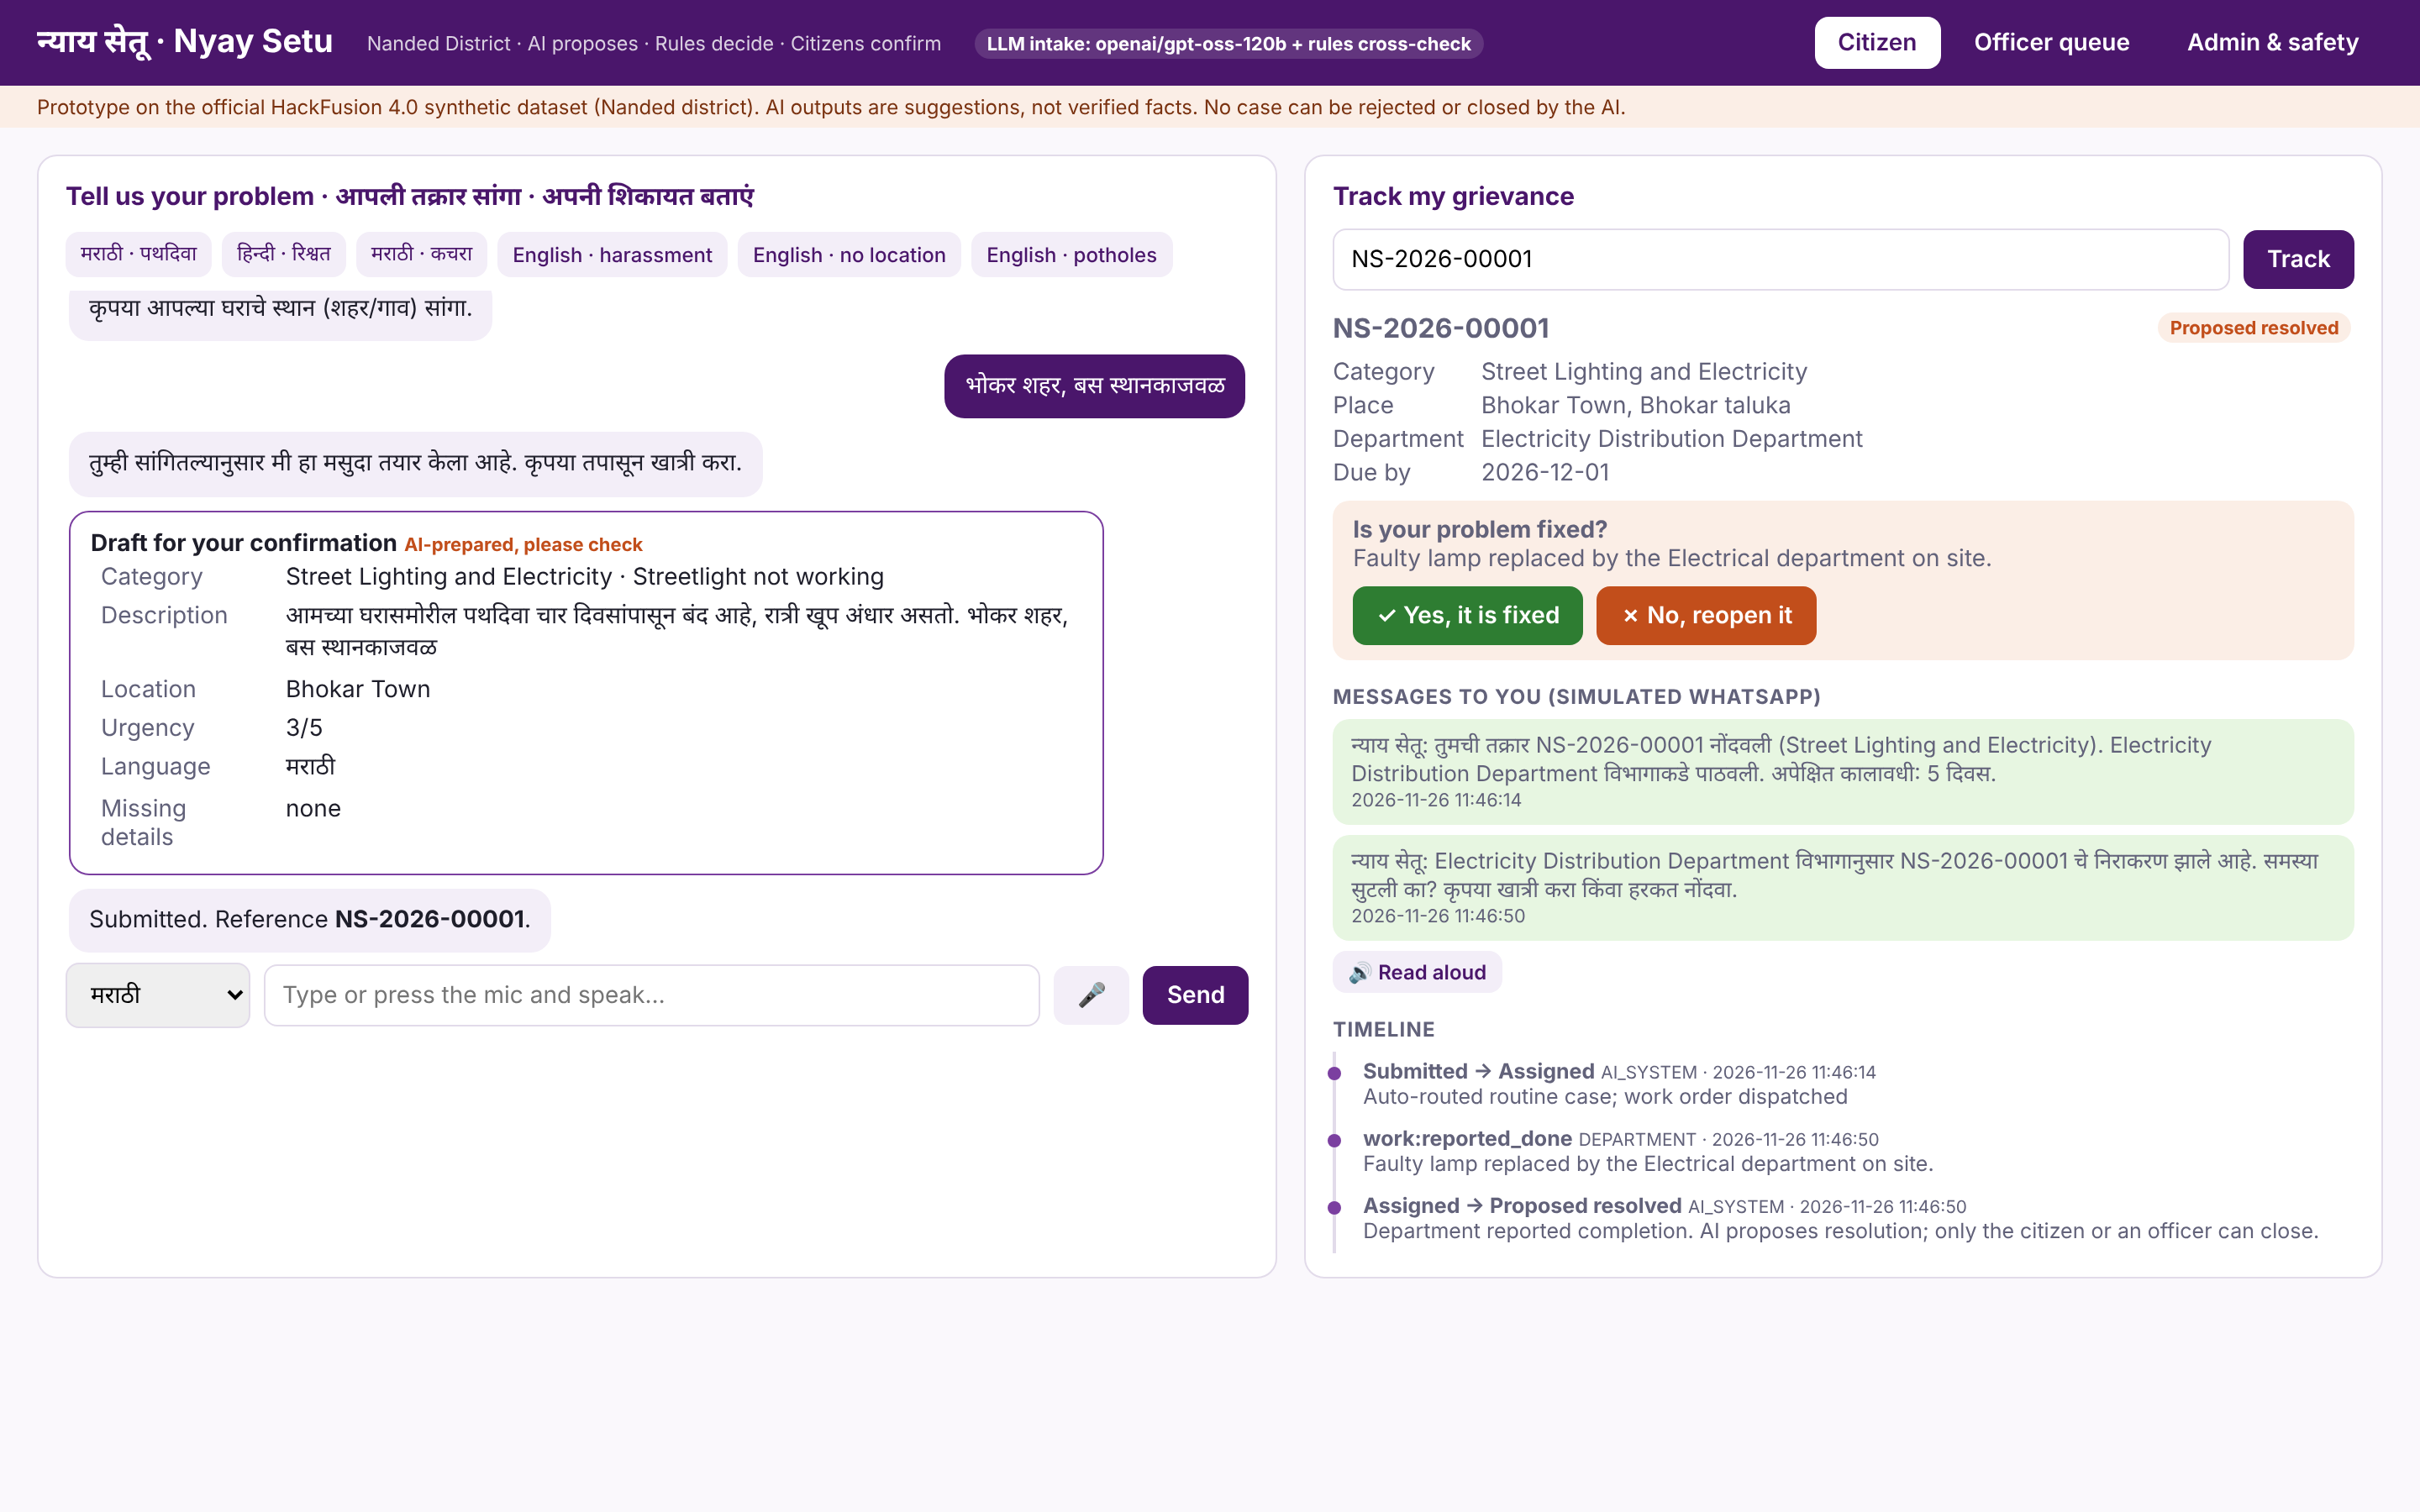 न्याय सेतू · Nyay Setu
Nanded District · AI proposes · Rules decide · Citizens confirm
LLM intake: openai/gpt-oss-120b + rules cross-check
Citizen
Officer queue
Admin & safety
Prototype on the official HackFusion 4.0 synthetic dataset (Nanded district). AI outputs are suggestions, not verified facts. No case can be rejected or closed by the AI.
Tell us your problem · आपली तक्रार सांगा · अपनी शिकायत बताएं
मराठी · पथदिवा
हिन्दी · रिश्वत
मराठी · कचरा
English · harassment
English · no location
English · potholes
कृपया आपल्या घराचे स्थान (शहर/गाव) सांगा.
भोकर शहर, बस स्थानकाजवळ
तुम्ही सांगितल्यानुसार मी हा मसुदा तयार केला आहे. कृपया तपासून खात्री करा.
Draft for your confirmation AI-prepared, please check
Category Street Lighting and Electricity · Streetlight not working
Description आमच्या घरासमोरील पथदिवा चार दिवसांपासून बंद आहे, रात्री खूप अंधार असतो. भोकर शहर,
बस स्थानकाजवळ
Location Bhokar Town
Urgency 3/5
Language मराठी
Missing none
details
Submitted. Reference NS-2026-00001.
मराठी
Type or press the mic and speak...
Send
Track my grievance
NS-2026-00001
Track
NS-2026-00001
Proposed resolved
Category Street Lighting and Electricity
Place Bhokar Town, Bhokar taluka
Department Electricity Distribution Department
Due by 2026-12-01
Is your problem fixed?
Faulty lamp replaced by the Electrical department on site.
✓ Yes, it is fixed
× No, reopen it
MESSAGES TO YOU (SIMULATED WHATSAPP)
न्याय सेतू: तुमची तक्रार NS-2026-00001 नोंदवली (Street Lighting and Electricity). Electricity
Distribution Department विभागाकडे पाठवली. अपेक्षित कालावधी: 5 दिवस.
2026-11-26 11:46:14
न्याय सेतू: Electricity Distribution Department विभागानुसार NS-2026-00001 चे निराकरण झाले आहे. समस्या
सुटली का? कृपया खात्री करा किंवा हरकत नोंदवा.
2026-11-26 11:46:50
Read aloud
TIMELINE
Submitted → Assigned AI_SYSTEM · 2026-11-26 11:46:14
Auto-routed routine case; work order dispatched
work:reported_done DEPARTMENT · 2026-11-26 11:46:50
Faulty lamp replaced by the Electrical department on site.
Assigned → Proposed resolved AI_SYSTEM · 2026-11-26 11:46:50
Department reported completion. AI proposes resolution; only the citizen or an officer can close.